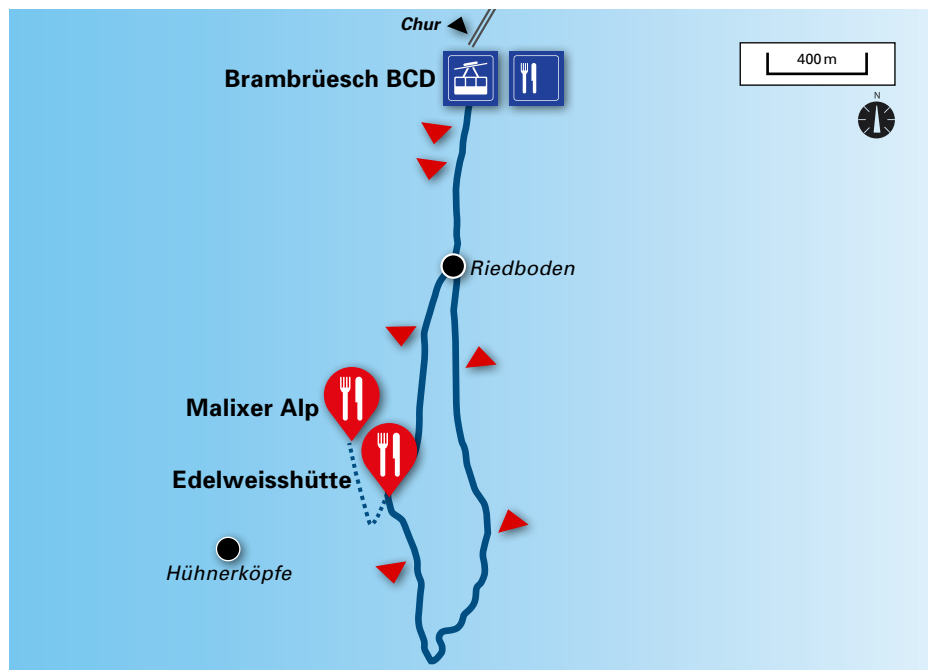 Chur
Brambrüesch BCD
400 m
N
Riedboden
Malixer Alp
Edelweisshütte
Hühnerköpfe